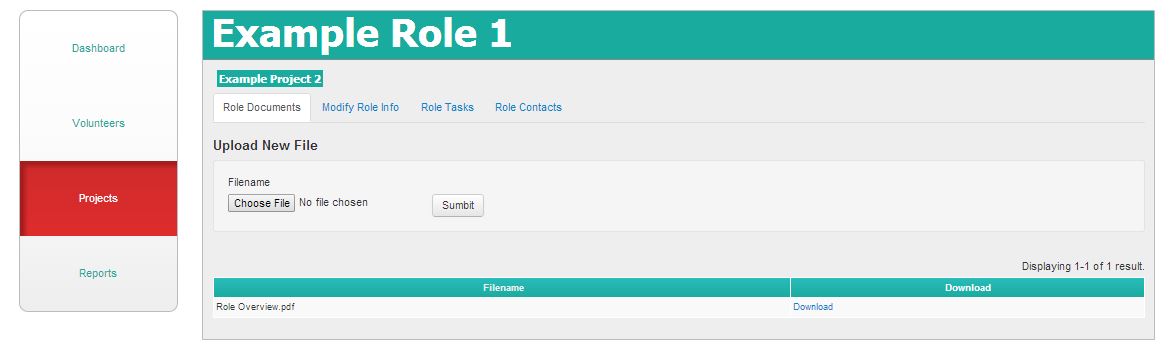 Dashboard
Volunteers
Projects
Reports
Example Role 1
Example Project 2
Role Documents Modify Role Info Role Tasks Role Contacts
Upload New File
Filename
Choose File No file chosen Sumbit
Displaying 1-1 of 1 result.
Filename Download
Role Overview.pdf Download